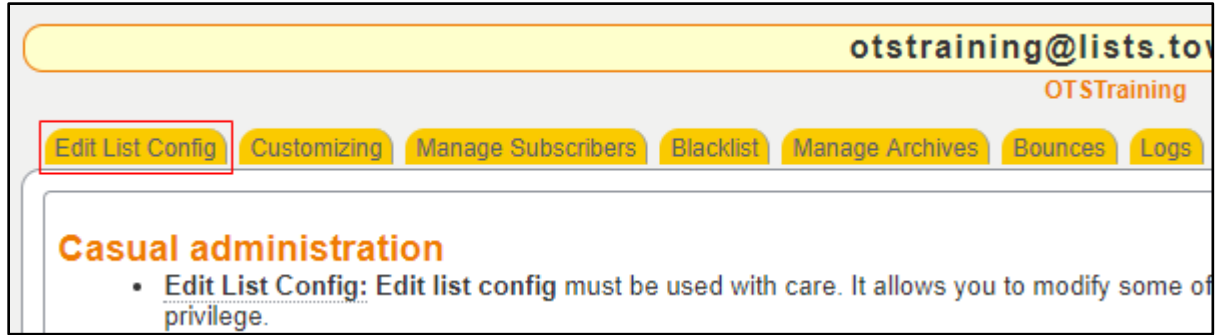 otstraining@lists.to
OTSTraining
Edit List Config Customizing Manage Subscribers Blacklist Manage Archives Bounces Logs
Casual administration
• Edit List Config: Edit list config must be used with care. It allows you to modify some of
privilege.